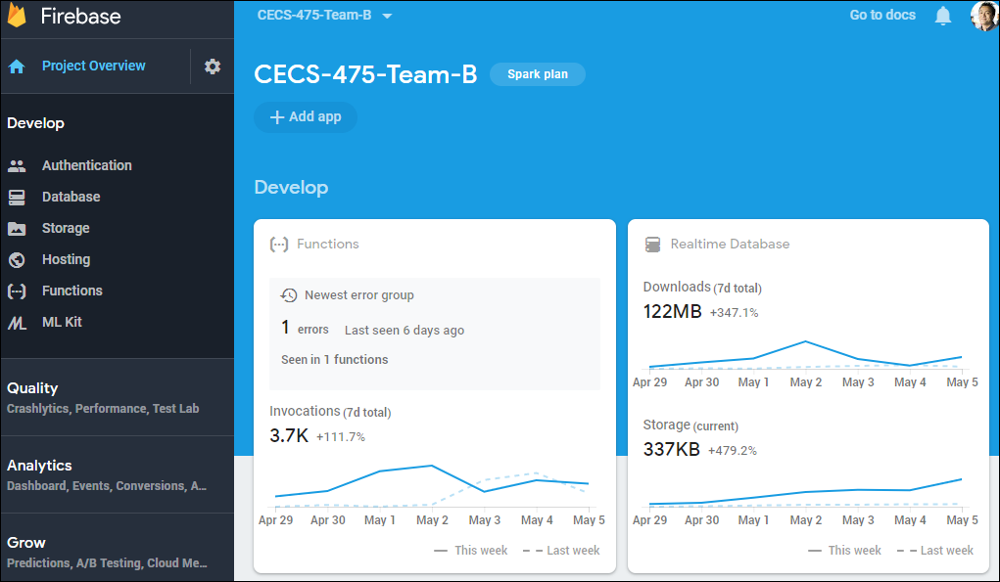 Firebase
Project Overview
Develop
Authentication
Database
Storage
Hosting
Functions
ML Kit
Quality
Crashlytics, Performance, Test Lab
Analytics
Dashboard, Events, Conversions, A...
Grow
Predictions, A/B Testing, Cloud Me...
CECS-475-Team-B
Go to docs
CECS-475-Team-B Spark plan
+ Add app
Develop
Functions
Newest error group
1 errors Last seen 6 days ago
Seen in 1 functions
Invocations (7d total)
3.7K +111.7%
Apr 29 Apr 30 May 1 May 2 May 3 May 4 May 5
This week Last week
Realtime Database
Downloads (7d total)
122MB +347.1%
Apr 29 Apr 30 May 1 May 2 May 3 May 4 May 5
Storage (current)
337KB +479.2%
Apr 29 Apr 30 May 1 May 2 May 3 May 4 May 5
This week Last week